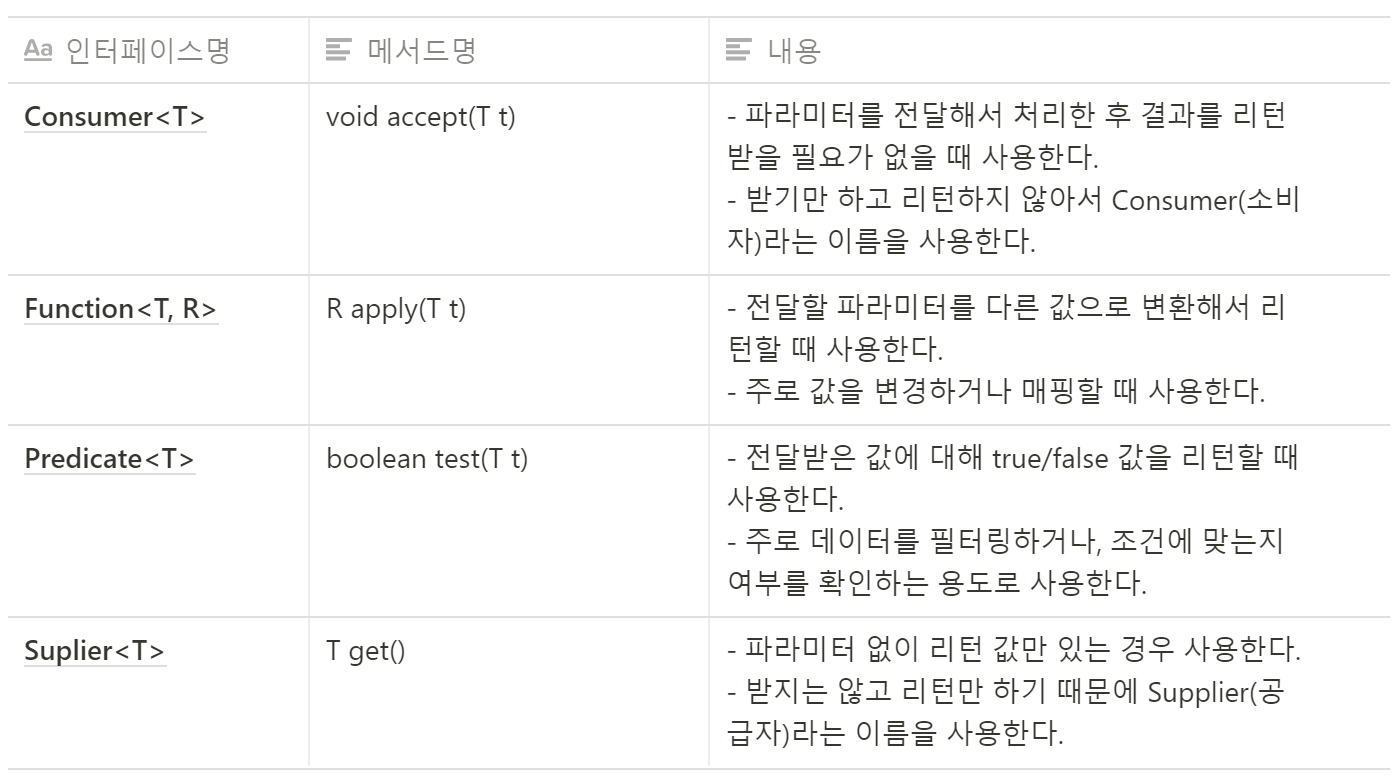 Aa 인터페이스명
메서드명
내용
Consumer<T>
void accept(T t)
- 파라미터를 전달해서 처리한 후 결과를 리턴
받을 필요가 없을 때 사용한다.
- 받기만 하고 리턴하지 않아서 Consumer(소비
자)라는 이름을 사용한다.
Function<T, R>
R apply(T t)
- 전달할 파라미터를 다른 값으로 변환해서 리
턴할 때 사용한다.
- 주로 값을 변경하거나 매핑할 때 사용한다.
Predicate<T>
boolean test(T t)
- 전달받은 값에 대해 true/false 값을 리턴할 때
사용한다.
- 주로 데이터를 필터링하거나, 조건에 맞는지
여부를 확인하는 용도로 사용한다.
Suplier<T>
T get()
- 파라미터 없이 리턴 값만 있는 경우 사용한다.
- 받지는 않고 리턴만 하기 때문에 Supplier(공
급자)라는 이름을 사용한다.